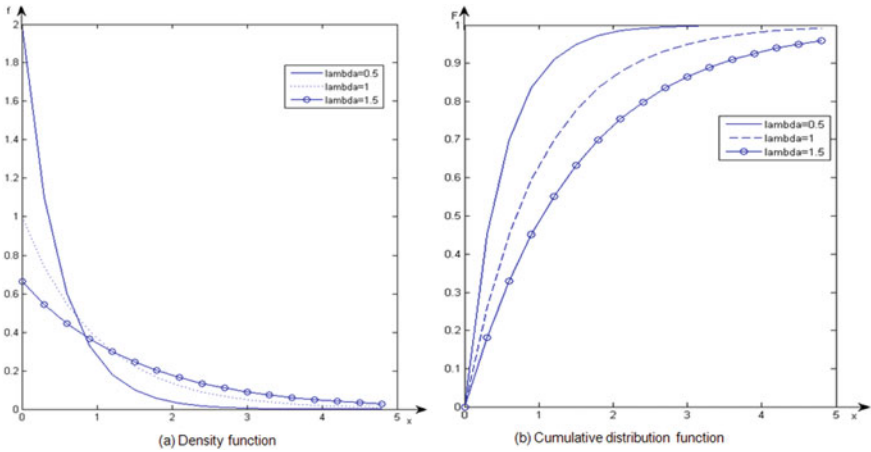 f
2
1.8
1.6
1.4
1.2
1
0.8
0.6
0.4
0.2
0
0 1 2 3 4 5
x
lambda=0.5
lambda=1
lambda=1.5
(a) Density function
F
1
0.9
0.8
0.7
0.6
0.5
0.4
0.3
0.2
0.1
0
0 1 2 3 4 5
x
lambda=0.5
lambda=1
lambda=1.5
(b) Cumulative distribution function